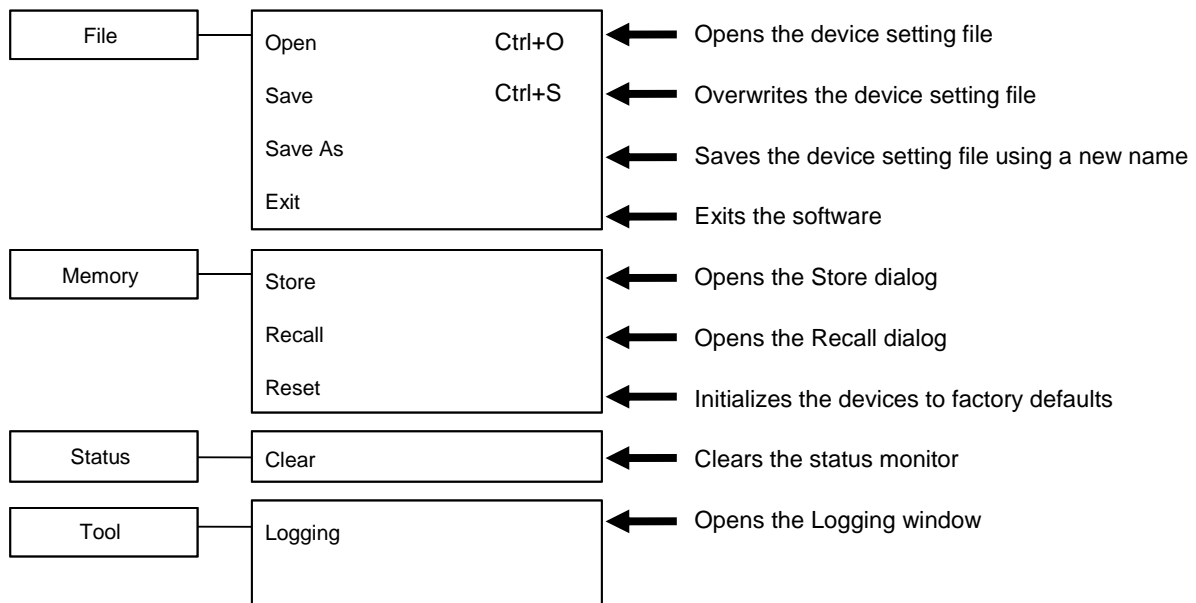 File
Open Ctrl+O Opens the device setting file
Save Ctrl+S Overwrites the device setting file
Save As Saves the device setting file using a new name
Exit Exits the software
Memory
Store Opens the Store dialog
Recall Opens the Recall dialog
Reset Initializes the devices to factory defaults
Status
Clear Clears the status monitor
Tool
Logging Opens the Logging window